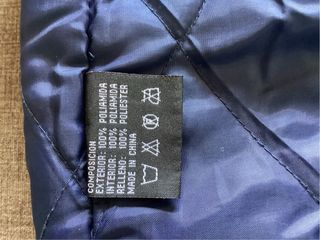 COMPOSICION
EXTERIOR: 100% POLIAMIDA
INTERIOR: 100% POLIAMIDA
RELLENO: 100% POLIESTER
MADE IN CHINA